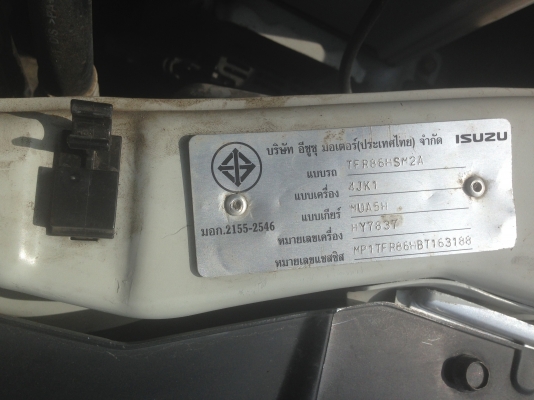 บริษัท อีซูซุ มอเตอร์(ประเทศไทย) จำกัด ISUZU
แบบรถ TFR86HSM2A
แบบเครื่อง 4JK1
แบบเกียร์ MUA5H
หมายเลขเครื่อง HY7837
หมายเลขแชสซิส MP1TFR86HBT163188
มอก.2155-2546